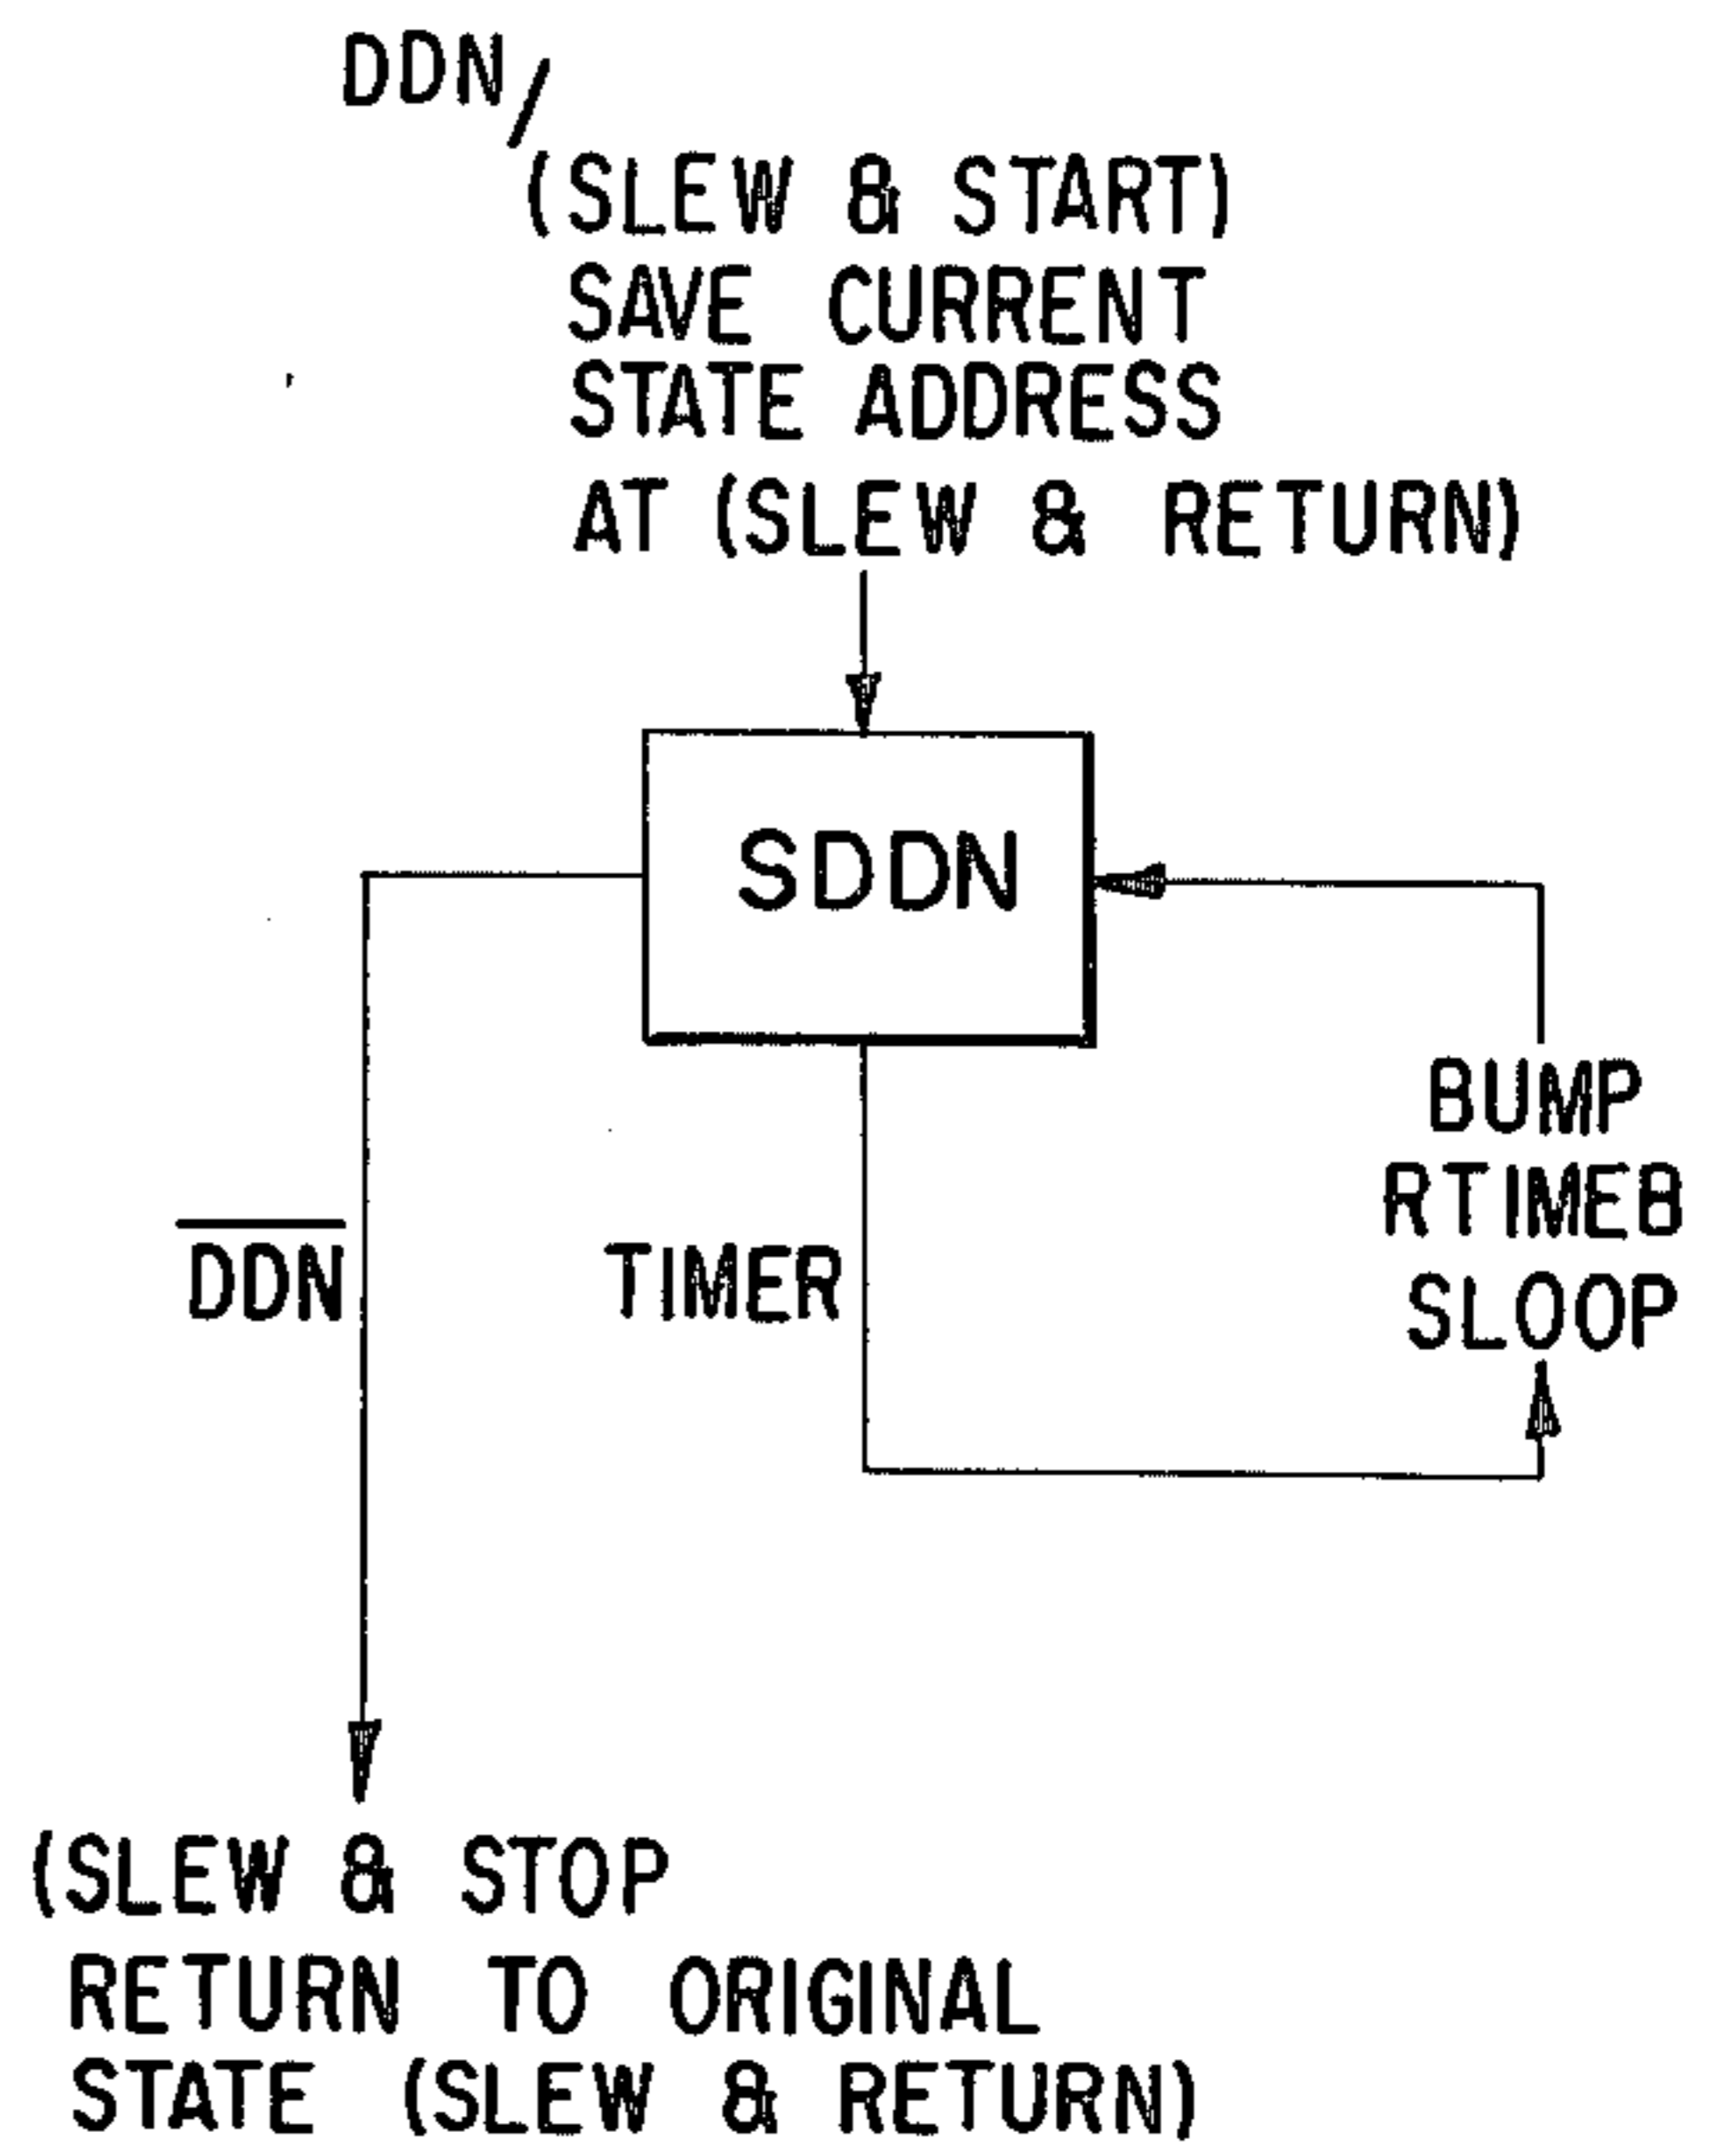 DDN/
(SLEW & START)
SAVE CURRENT
STATE ADDRESS
AT (SLEW & RETURN)
SDDN
BUMP
RTIMEB
SLOOP
D̅D̅N̅
TIMER
(SLEW & STOP
RETURN TO ORIGINAL
STATE (SLEW & RETURN)